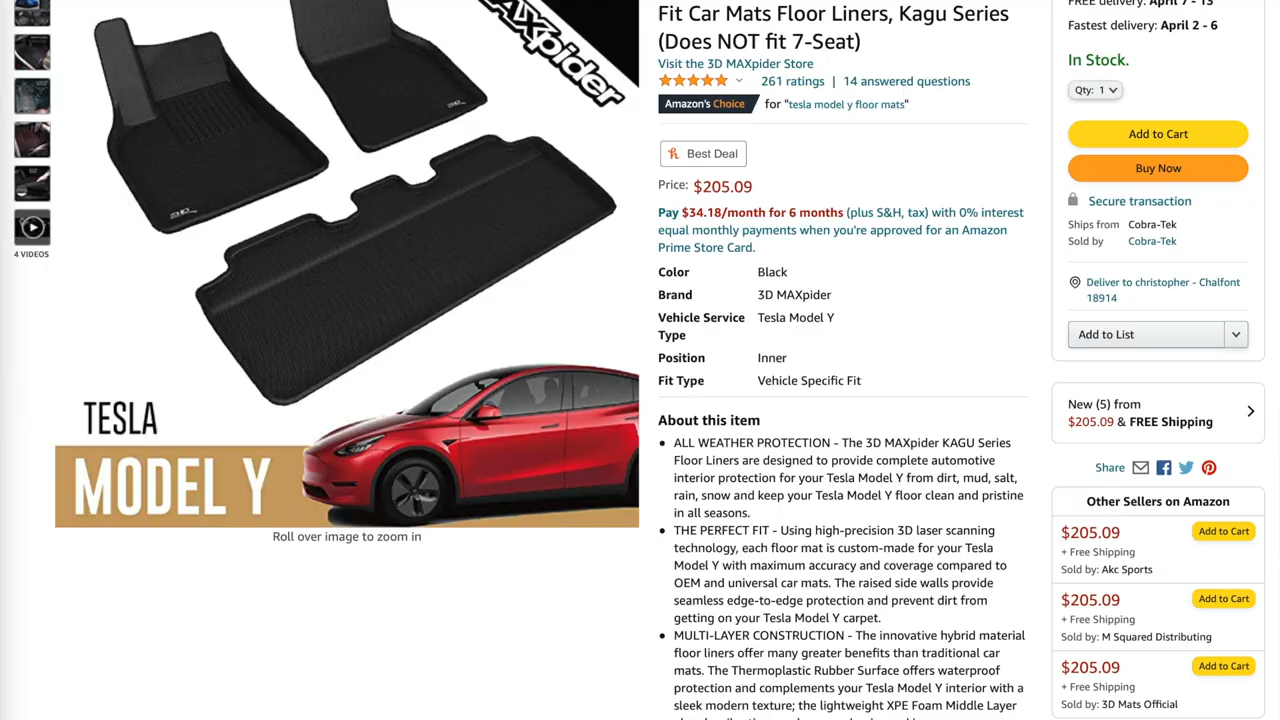 AXpider
TESLA
MODEL Y
4 VIDEOS
Roll over image to zoom in
Fit Car Mats Floor Liners, Kagu Series
(Does NOT fit 7-Seat)
Visit the 3D MAXpider Store
261 ratings | 14 answered questions
Amazon's Choice for "tesla model y floor mats"
Best Deal
Price: $205.09
Pay $34.18/month for 6 months (plus S&H, tax) with 0% interest
equal monthly payments when you're approved for an Amazon
Prime Store Card.
Color Black
Brand 3D MAXpider
Vehicle Service Tesla Model Y
Type
Position Inner
Fit Type Vehicle Specific Fit
About this item
• ALL WEATHER PROTECTION - The 3D MAXpider KAGU Series
Floor Liners are designed to provide complete automotive
interior protection for your Tesla Model Y from dirt, mud, salt,
rain, snow and keep your Tesla Model Y floor clean and pristine
in all seasons.
• THE PERFECT FIT - Using high-precision 3D laser scanning
technology, each floor mat is custom-made for your Tesla
Model Y with maximum accuracy and coverage compared to
OEM and universal car mats. The raised side walls provide
seamless edge-to-edge protection and prevent dirt from
getting on your Tesla Model Y carpet.
• MULTI-LAYER CONSTRUCTION - The innovative hybrid material
floor liners offer many greater benefits than traditional car
mats. The Thermoplastic Rubber Surface offers waterproof
protection and complements your Tesla Model Y interior with a
sleek modern texture; the lightweight XPE Foam Middle Layer
FREE delivery: April 7 - 13
Fastest delivery: April 2 - 6
In Stock.
Qty: 1
Add to Cart
Buy Now
Secure transaction
Ships from Cobra-Tek
Sold by Cobra-Tek
Deliver to christopher - Chalfont
18914
Add to List
New (5) from
$205.09 & FREE Shipping
Share
Other Sellers on Amazon
$205.09 Add to Cart
+ Free Shipping
Sold by: Akc Sports
$205.09 Add to Cart
+ Free Shipping
Sold by: M Squared Distributing
$205.09 Add to Cart
+ Free Shipping
Sold by: 3D Mats Official